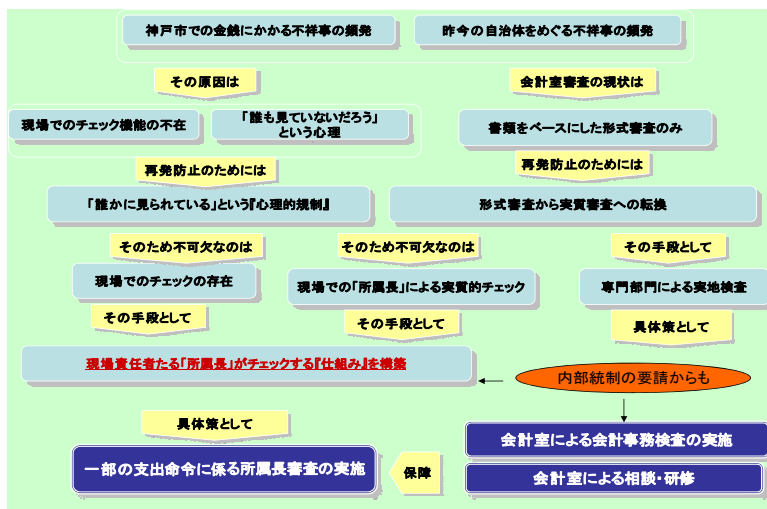 神戸市での金銭にかかる不祥事の頻発
昨今の自治体をめぐる不祥事の頻発
その原因は
会計室審査の現状は
現場でのチェック機能の不在
「誰も見ていないだろう」
という心理
書類をベースにした形式審査のみ
再発防止のためには
再発防止のためには
「誰かに見られている」という『心理的規制』
形式審査から実質審査への転換
そのため不可欠なのは
そのため不可欠なのは
その手段として
現場でのチェックの存在
現場での「所属長」による実質的チェック
専門部門による実地検査
その手段として
その手段として
具体策として
現場責任者たる「所属長」がチェックする『仕組み』を構築
内部統制の要請からも
具体策として
会計室による会計事務検査の実施
一部の支出命令に係る所属長審査の実施
保障
会計室による相談・研修